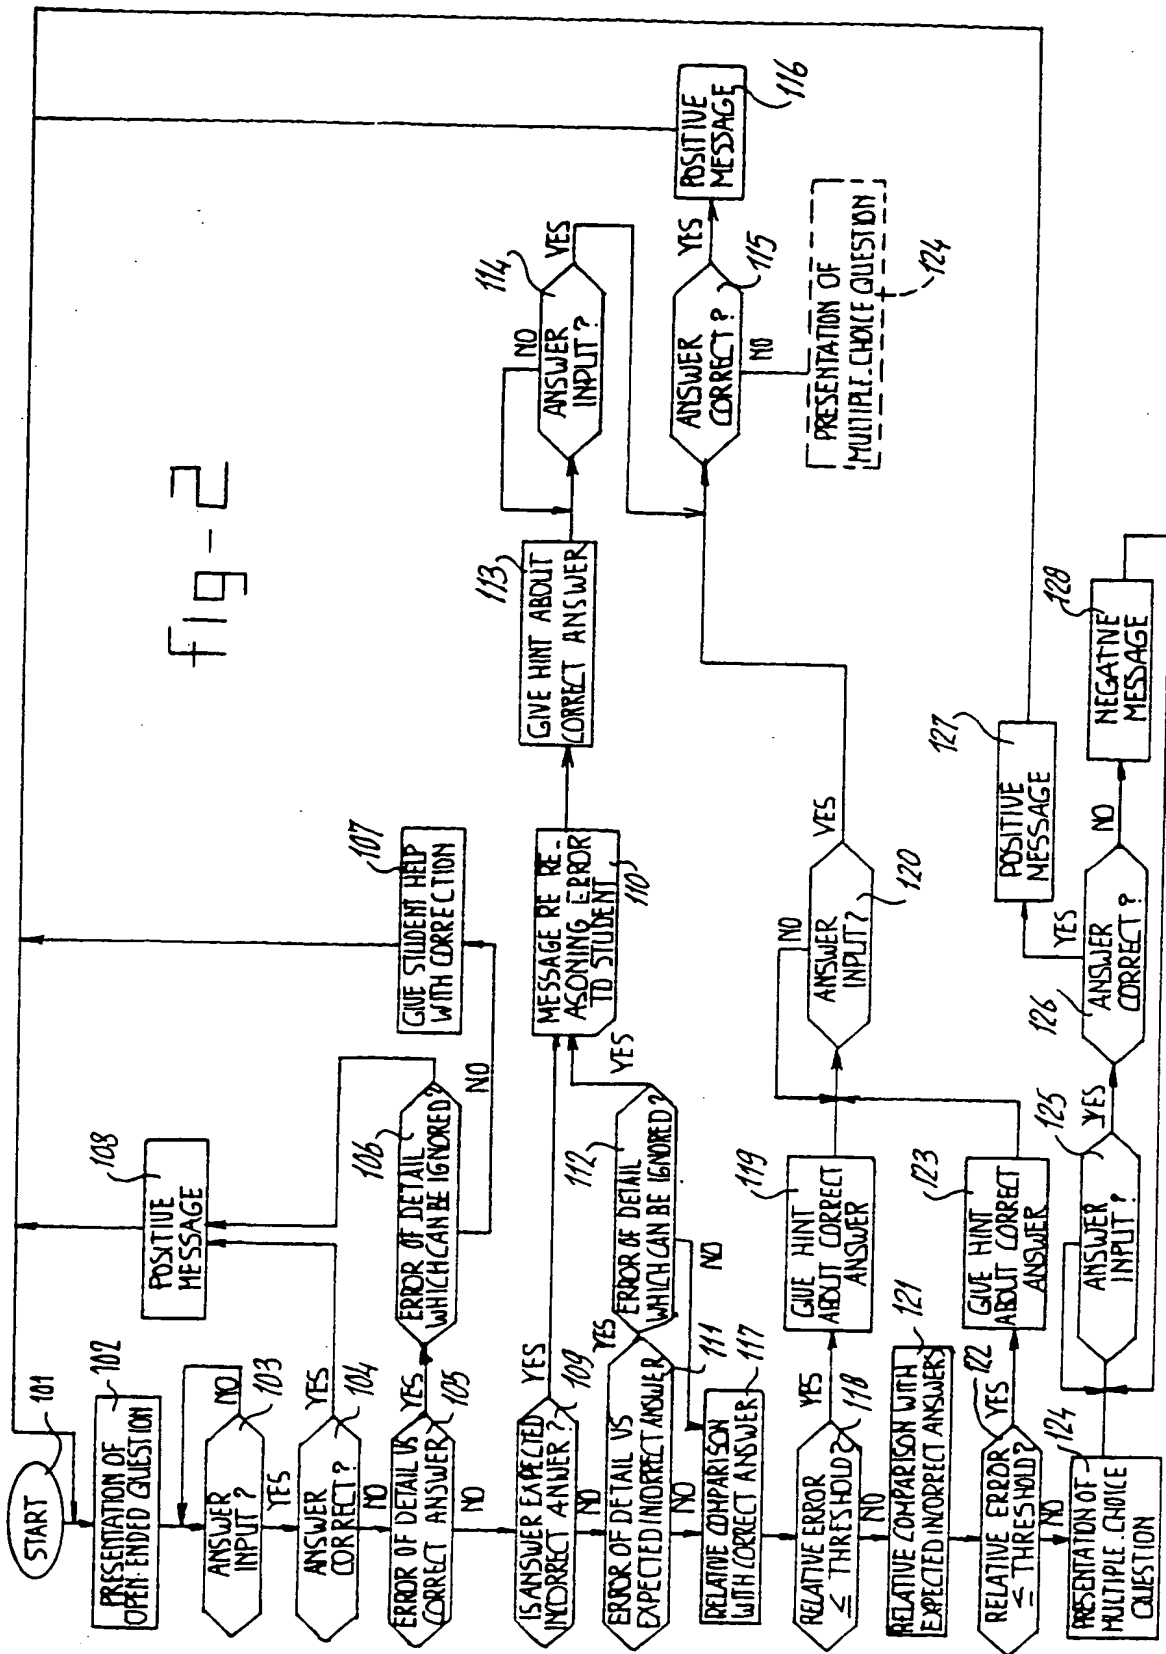 fig-2
START
101
PRESENTATION OF
OPEN-ENDED QUESTION
102
ANSWER
INPUT?
103
NO
YES
ANSWER
CORRECT?
104
YES
NO
POSITIVE
MESSAGE
108
ERROR OF DETAIL VS
CORRECT ANSWER
105
YES
NO
ERROR OF DETAIL
WHICH CAN BE IGNORED?
106
NO
GIVE STUDENT HELP
WITH CORRECTION
107
IS ANSWER EXPECTED
INCORRECT ANWER?
109
YES
NO
MESSAGE RE RE-
ASONING ERROR
TO STUDENT
110
GIVE HINT ABOUT
CORRECT ANSWER
113
ANSWER
INPUT?
114
NO
YES
ERROR OF DETAIL VS
EXPECTED INCORRECT ANSWER
111
YES
NO
ERROR OF DETAIL
WHICH CAN BE IGNORED?
112
YES
NO
ANSWER
CORRECT?
115
YES
NO
POSITIVE
MESSAGE
116
PRESENTATION OF
MULTIPLE-CHOICE QUESTION
124
RELATIVE COMPARISON
WITH CORRECT ANSWER
117
RELATIVE ERROR
≤ THRESHOLD?
118
YES
NO
GIVE HINT
ABOUT CORRECT
ANSWER
119
ANSWER
INPUT?
120
NO
YES
RELATIVE COMPARISON WITH
EXPECTED INCORRECT ANSWERS
121
RELATIVE ERROR
≤ THRESHOLD?
122
YES
NO
GIVE HINT
ABOUT CORRECT
ANSWER
123
PRESENTATION OF
MULTIPLE CHOICE
QUESTION
124
ANSWER
INPUT?
125
YES
ANSWER
CORRECT?
126
YES
NO
POSITIVE
MESSAGE
127
NEGATIVE
MESSAGE
128